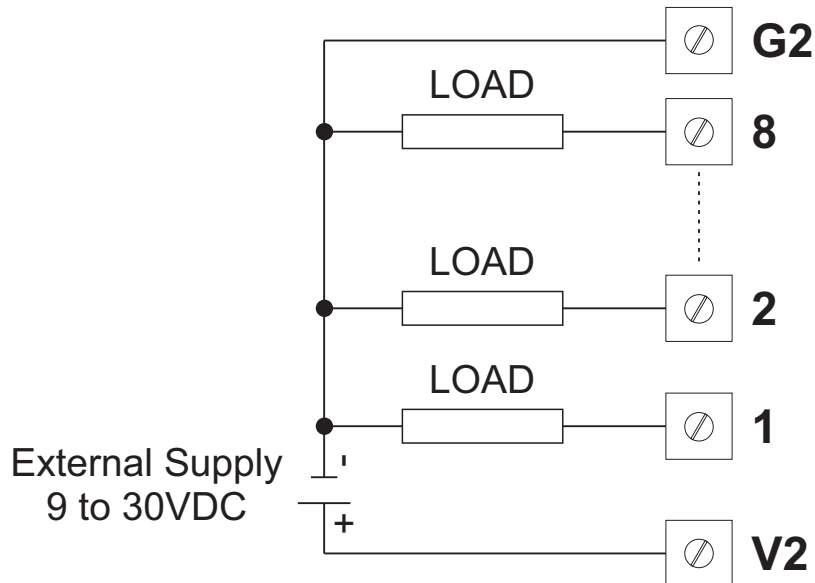 G2
LOAD
8
LOAD
2
LOAD
1
External Supply
9 to 30VDC
-
+
V2